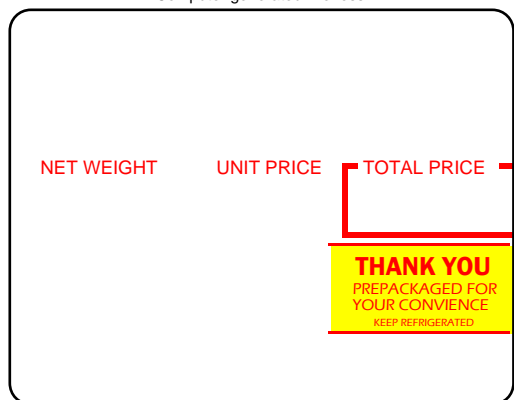 NET WEIGHT UNIT PRICE TOTAL PRICE
THANK YOU
PREPACKAGED FOR
YOUR CONVIENCE
KEEP REFRIGERATED